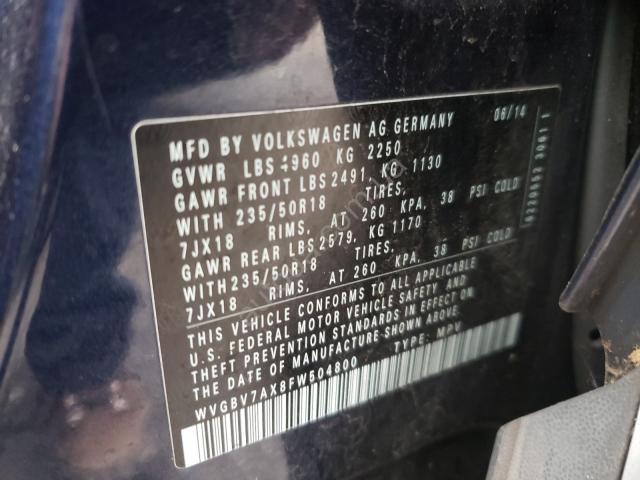 MFD BY VOLKSWAGEN AG GERMANY 06/14
GVWR LBS 4960 KG 2250
GAWR FRONT LBS 2491, KG 1130
WITH 235/50R18 TIRES,
7JX18 RIMS, AT 260 KPA, 38 PSI COLD
GAWR REAR LBS 2579, KG 1170
WITH 235/50R18 TIRES,
7JX18 RIMS, AT 260 KPA, 38 PSI COLD
THIS VEHICLE CONFORMS TO ALL APPLICABLE
U.S. FEDERAL MOTOR VEHICLE SAFETY AND
THEFT PREVENTION STANDARDS IN EFFECT ON
THE DATE OF MANUFACTURE SHOWN ABOVE.
WVGBV7AX8FW504800 TYPE: MPV